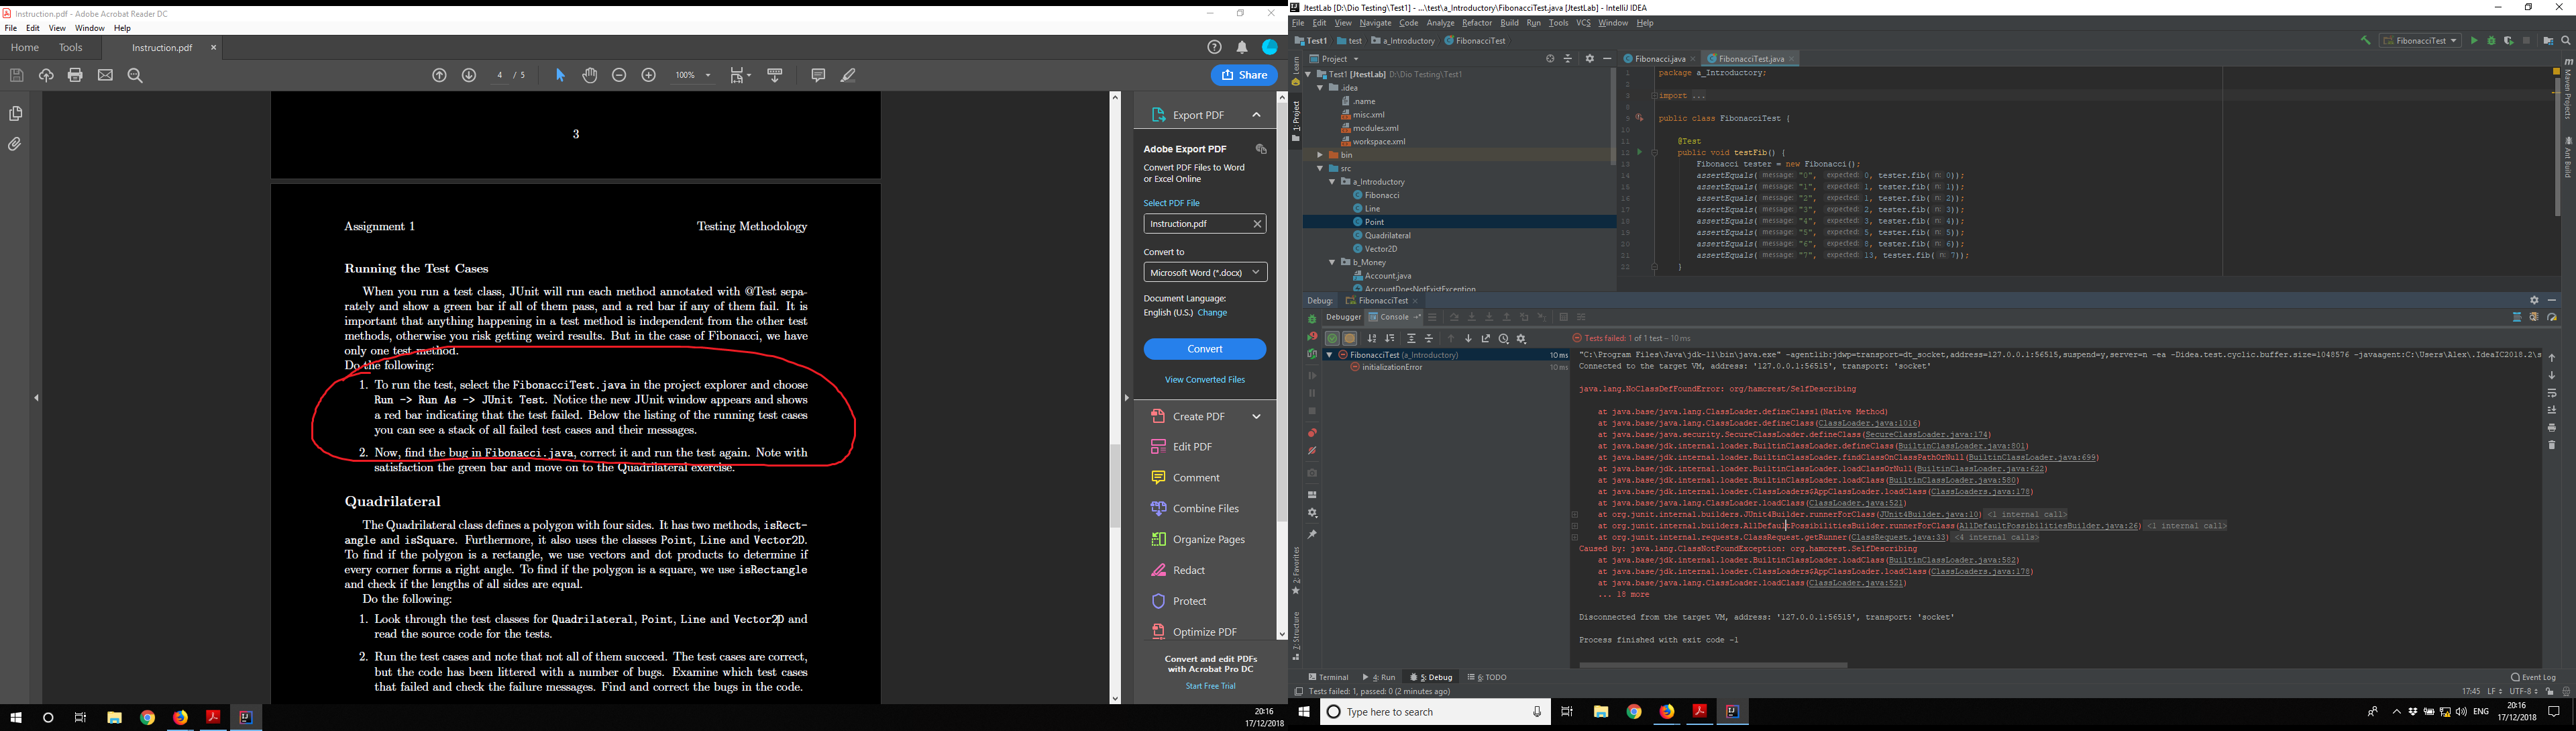 Instruction.pdf - Adobe Acrobat Reader DC
File Edit View Window Help
Home Tools Instruction.pdf ×
4 / 5 100% Share
3
Assignment 1 Testing Methodology
Running the Test Cases
When you run a test class, JUnit will run each method annotated with @Test sepa-
rately and show a green bar if all of them pass, and a red bar if any of them fail. It is
important that anything happening in a test method is independent from the other test
methods, otherwise you risk getting weird results. But in the case of Fibonacci, we have
only one test method.
Do the following:
1. To run the test, select the FibonacciTest.java in the project explorer and choose
Run -> Run As -> JUnit Test. Notice the new JUnit window appears and shows
a red bar indicating that the test failed. Below the listing of the running test cases
you can see a stack of all failed test cases and their messages.
2. Now, find the bug in Fibonacci.java, correct it and run the test again. Note with
satisfaction the green bar and move on to the Quadrilateral exercise.
Quadrilateral
The Quadrilateral class defines a polygon with four sides. It has two methods, isRect-
angle and isSquare. Furthermore, it also uses the classes Point, Line and Vector2D.
To find if the polygon is a rectangle, we use vectors and dot products to determine if
every corner forms a right angle. To find if the polygon is a square, we use isRectangle
and check if the lengths of all sides are equal.
Do the following:
1. Look through the test classes for Quadrilateral, Point, Line and Vector2D and
read the source code for the tests.
2. Run the test cases and note that not all of them succeed. The test cases are correct,
but the code has been littered with a number of bugs. Examine which test cases
that failed and check the failure messages. Find and correct the bugs in the code.
Export PDF
Adobe Export PDF
Convert PDF Files to Word
or Excel Online
Select PDF File
Instruction.pdf
Convert to
Microsoft Word (*.docx)
Document Language:
English (U.S.) Change
Convert
View Converted Files
Create PDF
Edit PDF
Comment
Combine Files
Organize Pages
Redact
Protect
Optimize PDF
Convert and edit PDFs
with Acrobat Pro DC
Start Free Trial
20:16
17/12/2018
JtestLab [D:\Dio Testing\Test1] - ...\test\a_Introductory\FibonacciTest.java [JtestLab] - IntelliJ IDEA
File Edit View Navigate Code Analyze Refactor Build Run Tools VCS Window Help
Test1 test a_Introductory FibonacciTest FibonacciTest
Learn
1: Project
2: Favorites
7: Structure
Project
Test1 [JtestLab] D:\Dio Testing\Test1
.idea
.name
misc.xml
modules.xml
workspace.xml
bin
src
a_Introductory
Fibonacci
Line
Point
Quadrilateral
Vector2D
b_Money
Account.java
AccountDoesNotExistException
Fibonacci.java × FibonacciTest.java ×
1 package a_Introductory;
2
3 import ...
8
9 public class FibonacciTest {
10
11 @Test
12 public void testFib() {
13 Fibonacci tester = new Fibonacci();
14 assertEquals( message: "0", expected: 0, tester.fib( n: 0));
15 assertEquals( message: "1", expected: 1, tester.fib( n: 1));
16 assertEquals( message: "2", expected: 1, tester.fib( n: 2));
17 assertEquals( message: "3", expected: 2, tester.fib( n: 3));
18 assertEquals( message: "4", expected: 3, tester.fib( n: 4));
19 assertEquals( message: "5", expected: 5, tester.fib( n: 5));
20 assertEquals( message: "6", expected: 8, tester.fib( n: 6));
21 assertEquals( message: "7", expected: 13, tester.fib( n: 7));
22 }
Maven Projects
Ant Build
Debug: FibonacciTest ×
Debugger Console
Tests failed: 1 of 1 test – 10 ms
FibonacciTest (a_Introductory) 10 ms
initializationError 10 ms
"C:\Program Files\Java\jdk-11\bin\java.exe" -agentlib:jdwp=transport=dt_socket,address=127.0.0.1:56515,suspend=y,server=n -ea -Didea.test.cyclic.buffer.size=1048576 -javaagent:C:\Users\Alex\.IdeaIC2018.2\s
Connected to the target VM, address: '127.0.0.1:56515', transport: 'socket'
java.lang.NoClassDefFoundError: org/hamcrest/SelfDescribing
at java.base/java.lang.ClassLoader.defineClass1(Native Method)
at java.base/java.lang.ClassLoader.defineClass(ClassLoader.java:1016)
at java.base/java.security.SecureClassLoader.defineClass(SecureClassLoader.java:174)
at java.base/jdk.internal.loader.BuiltinClassLoader.defineClass(BuiltinClassLoader.java:801)
at java.base/jdk.internal.loader.BuiltinClassLoader.findClassOnClassPathOrNull(BuiltinClassLoader.java:699)
at java.base/jdk.internal.loader.BuiltinClassLoader.loadClassOrNull(BuiltinClassLoader.java:622)
at java.base/jdk.internal.loader.BuiltinClassLoader.loadClass(BuiltinClassLoader.java:580)
at java.base/jdk.internal.loader.ClassLoaders$AppClassLoader.loadClass(ClassLoaders.java:178)
at java.base/java.lang.ClassLoader.loadClass(ClassLoader.java:521)
at org.junit.internal.builders.JUnit4Builder.runnerForClass(JUnit4Builder.java:10) <1 internal call>
at org.junit.internal.builders.AllDefaultPossibilitiesBuilder.runnerForClass(AllDefaultPossibilitiesBuilder.java:26) <1 internal call>
at org.junit.internal.requests.ClassRequest.getRunner(ClassRequest.java:33) <4 internal calls>
Caused by: java.lang.ClassNotFoundException: org.hamcrest.SelfDescribing
at java.base/jdk.internal.loader.BuiltinClassLoader.loadClass(BuiltinClassLoader.java:582)
at java.base/jdk.internal.loader.ClassLoaders$AppClassLoader.loadClass(ClassLoaders.java:178)
at java.base/java.lang.ClassLoader.loadClass(ClassLoader.java:521)
... 18 more
Disconnected from the target VM, address: '127.0.0.1:56515', transport: 'socket'
Process finished with exit code -1
Terminal 4: Run 5: Debug 6: TODO Event Log
Tests failed: 1, passed: 0 (2 minutes ago) 17:45 LF UTF-8
Type here to search
ENG 20:16
17/12/2018